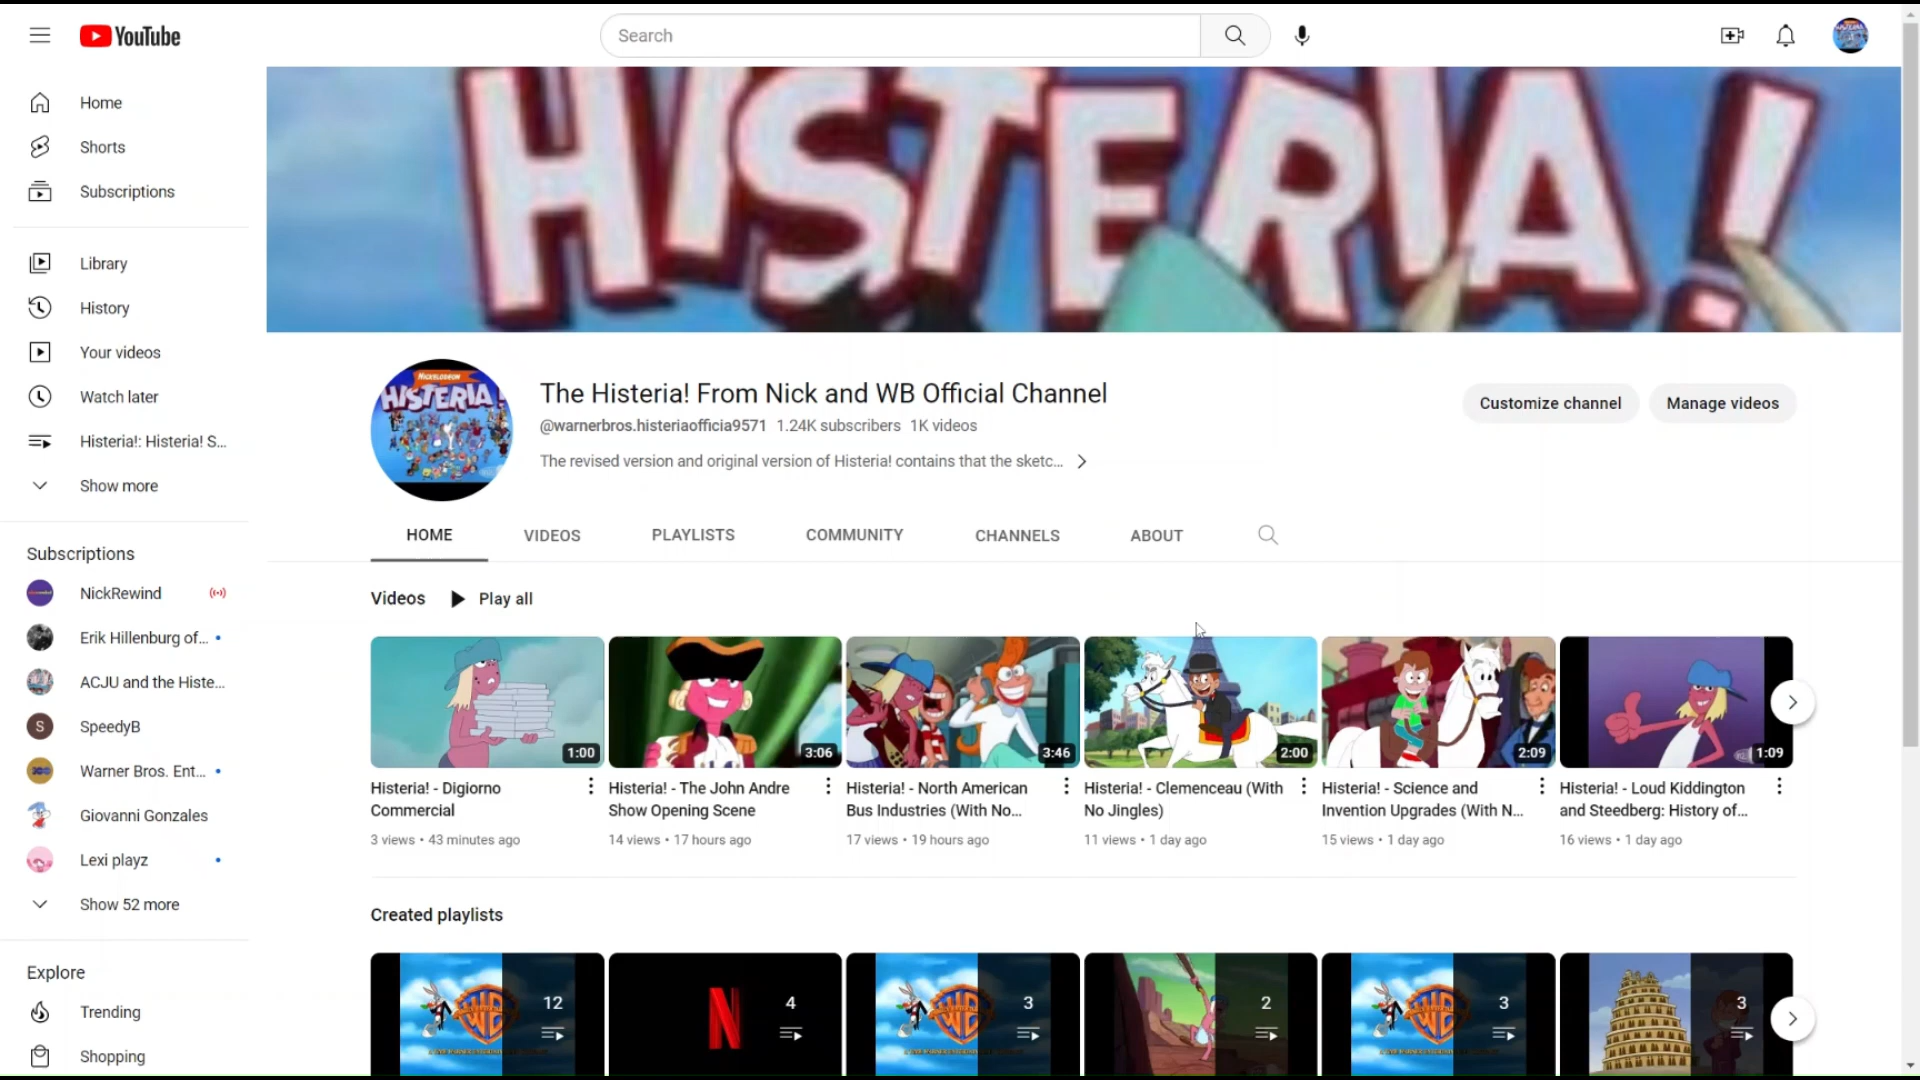 YouTube
Search
Home
Shorts
Subscriptions
Library
History
Your videos
Watch later
Histeria!: Histeria! S...
Show more
Subscriptions
NickRewind
Erik Hillenburg of...
ACJU and the Histe...
S
SpeedyB
Warner Bros. Ent...
Giovanni Gonzales
Lexi playz
Show 52 more
Explore
Trending
Shopping
HISTERIA!
NICKELODEON
HISTERIA!
The Histeria! From Nick and WB Official Channel
@warnerbros.histeriaofficia9571 1.24K subscribers 1K videos
The revised version and original version of Histeria! contains that the sketc...
Customize channel
Manage videos
HOME VIDEOS PLAYLISTS COMMUNITY CHANNELS ABOUT
Videos Play all
1:00 3:06 3:46 2:00 2:09 1:09
Histeria! - Digiorno
Commercial
3 views • 43 minutes ago
Histeria! - The John Andre
Show Opening Scene
14 views • 17 hours ago
Histeria! - North American
Bus Industries (With No...
17 views • 19 hours ago
Histeria! - Clemenceau (With
No Jingles)
11 views • 1 day ago
Histeria! - Science and
Invention Upgrades (With N...
15 views • 1 day ago
Histeria! - Loud Kiddington
and Steedberg: History of...
16 views • 1 day ago
Created playlists
12 4 3 2 3 3